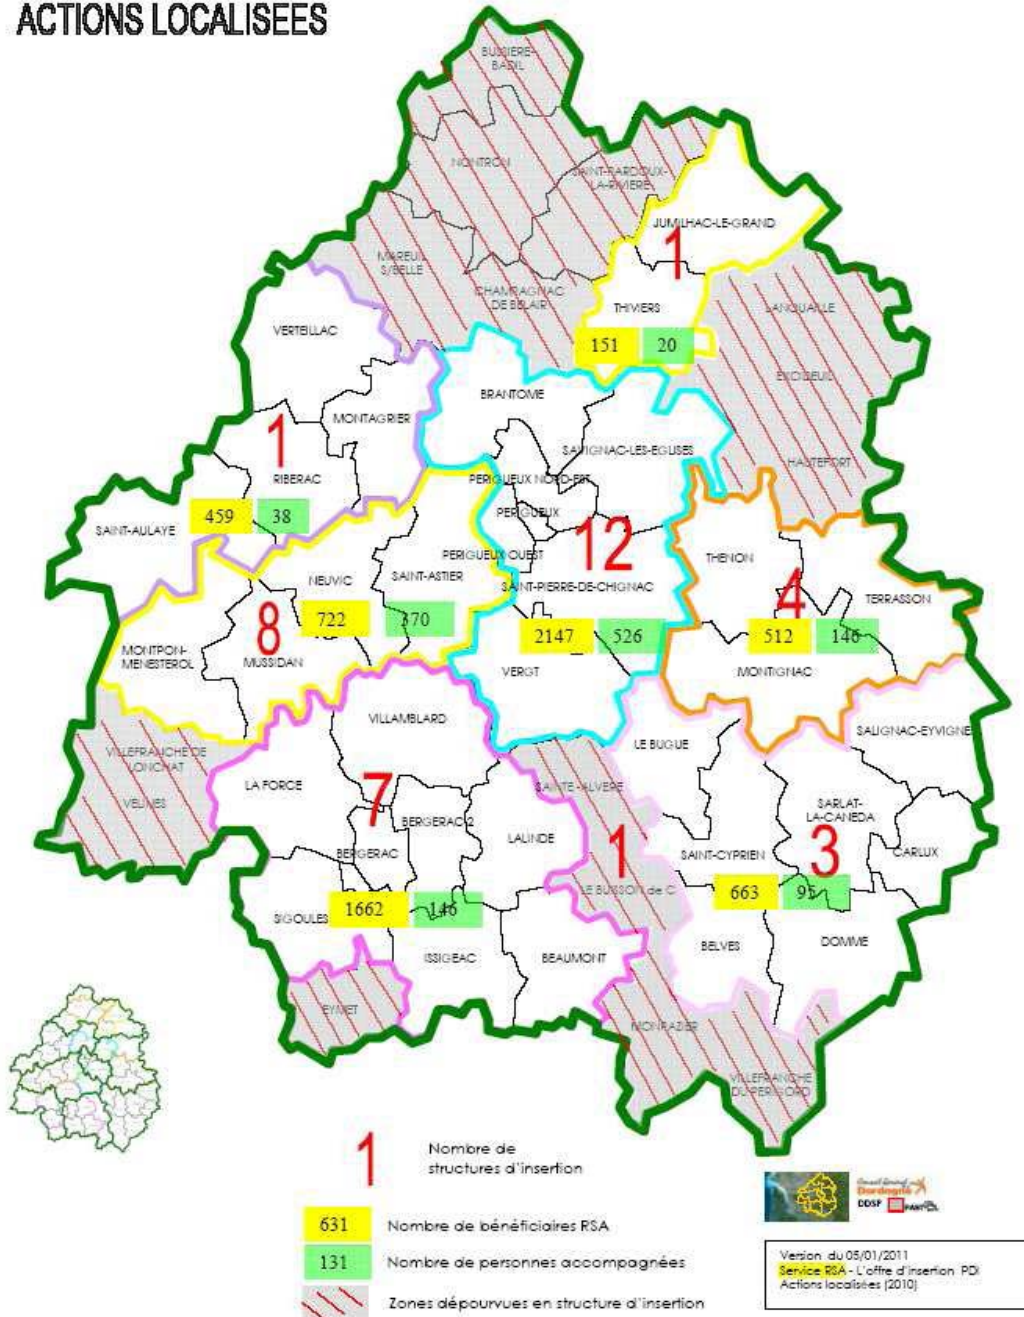 ACTIONS LOCALISEES
BUSSIERE-
BADIL
NONTRON
SAINT-PARDOUX-
LA-RIVIERE
JUMILHAC-LE-GRAND
1
MAREUIL
S/BELLE
CHAMPAGNAC
DE BELAIR
THIVIERS
LANOUAILLE
151
20
VERTEILLAC
EXCIDEUIL
BRANTOME
MONTAGRIER
1
SAVIGNAC-LES-EGLISES
HAUTEFORT
RIBERAC
PERIGUEUX NORD-EST
PERIGUEUX
459
38
SAINT-AULAYE
12
PERIGUEUX OUEST
THENON
NEUVIC
SAINT-ASTIER
SAINT-PIERRE-DE-CHIGNAC
4
TERRASSON
8
722
370
2147
526
512
146
MONTPON-
MENESTEROL
MUSSIDAN
VERGT
MONTIGNAC
VILLAMBLARD
SALIGNAC-EYVIGNE
LE BUGUE
VILLEFRANCHE DE
LONCHAT
LA FORCE
SAINTE-ALVERE
VELINES
7
SARLAT-
LA-CANEDA
BERGERAC 2
LALINDE
1
3
BERGERAC
SAINT-CYPRIEN
CARLUX
LE BUISSON de C
663
95
1662
146
SIGOULES
DOMME
BELVES
ISSIGEAC
BEAUMONT
EYMET
MONPAZIER
VILLEFRANCHE
DU PERIGORD
1
Nombre de
structures d'insertion
631
Nombre de bénéficiaires RSA
131
Nombre de personnes accompagnées
Zones dépourvues en structure d'insertion
Conseil Général
Dordogne
DDSP
Version du 05/01/2011
Service RSA - L'offre d'insertion PDI
Actions localisées (2010)